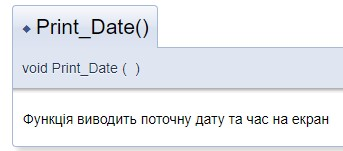 ◆ Print_Date()
void Print_Date ( )
Функція виводить поточну дату та час на екран